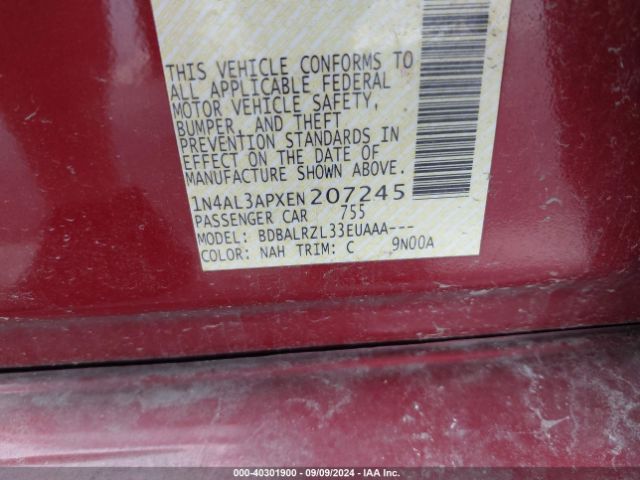 THIS VEHICLE CONFORMS TO
ALL APPLICABLE FEDERAL
MOTOR VEHICLE SAFETY,
BUMPER, AND THEFT
PREVENTION STANDARDS IN
EFFECT ON THE DATE OF
MANUFACTURE SHOWN ABOVE.
1N4AL3APXEN207245
PASSENGER CAR 755
MODEL: BDBALRZL33EUAAA---
COLOR: NAH TRIM: C 9N00A
000-40301900 - 09/09/2024 - IAA Inc.